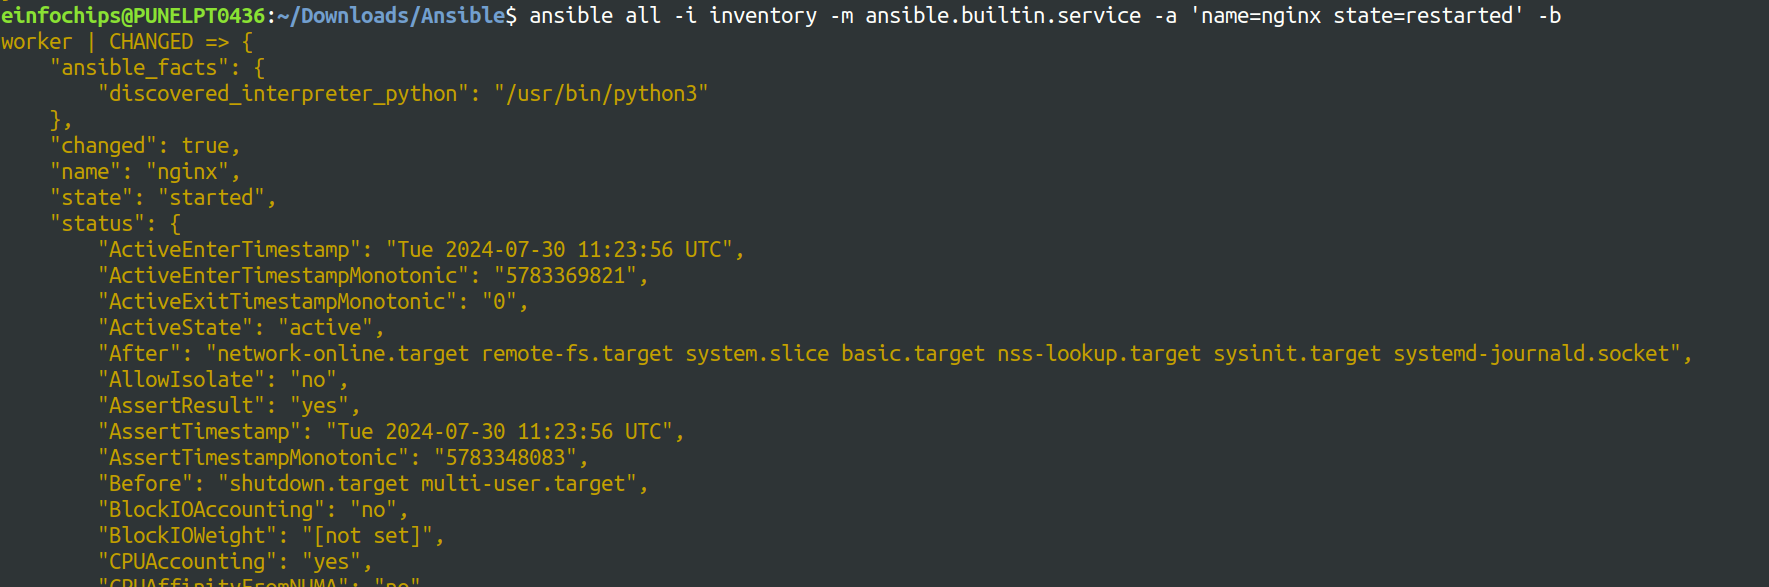 einfochips@PUNELPT0436:~/Downloads/Ansible$ ansible all -i inventory -m ansible.builtin.service -a 'name=nginx state=restarted' -b
worker | CHANGED => {
    "ansible_facts": {
        "discovered_interpreter_python": "/usr/bin/python3"
    },
    "changed": true,
    "name": "nginx",
    "state": "started",
    "status": {
        "ActiveEnterTimestamp": "Tue 2024-07-30 11:23:56 UTC",
        "ActiveEnterTimestampMonotonic": "5783369821",
        "ActiveExitTimestampMonotonic": "0",
        "ActiveState": "active",
        "After": "network-online.target remote-fs.target system.slice basic.target nss-lookup.target sysinit.target systemd-journald.socket",
        "AllowIsolate": "no",
        "AssertResult": "yes",
        "AssertTimestamp": "Tue 2024-07-30 11:23:56 UTC",
        "AssertTimestampMonotonic": "5783348083",
        "Before": "shutdown.target multi-user.target",
        "BlockIOAccounting": "no",
        "BlockIOWeight": "[not set]",
        "CPUAccounting": "yes",
        "CPUAffinityFromNUMA": "no"